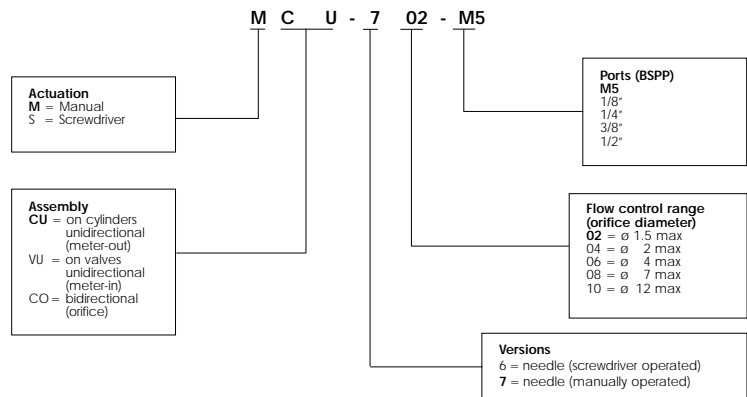 M C U - 7 02 - M5
Actuation
M = Manual
S = Screwdriver
Assembly
CU = on cylinders
unidirectional
(meter-out)
VU = on valves
unidirectional
(meter-in)
CO = bidirectional
(orifice)
Ports (BSPP)
M5
1/8"
1/4"
3/8"
1/2"
Flow control range
(orifice diameter)
02 = ø 1.5 max
04 = ø 2 max
06 = ø 4 max
08 = ø 7 max
10 = ø 12 max
Versions
6 = needle (screwdriver operated)
7 = needle (manually operated)